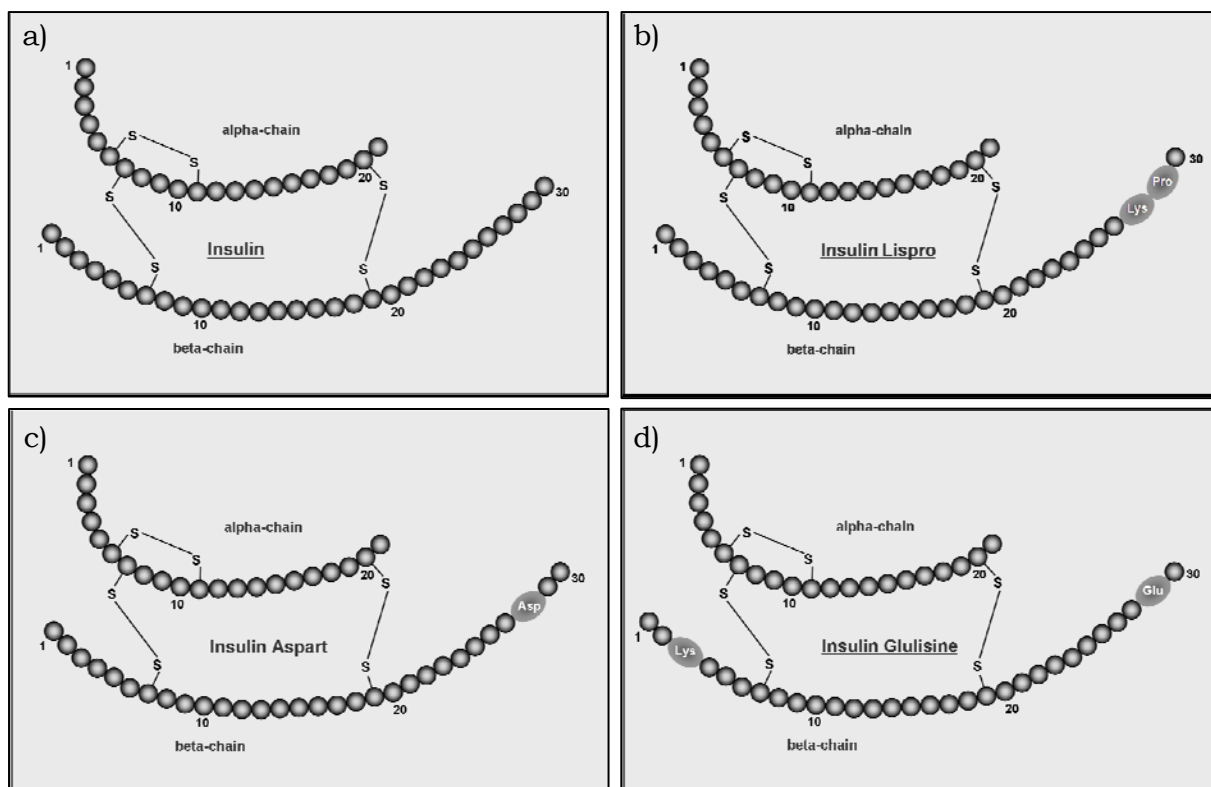 a)
1
S
alpha-chain
S
20
S
10
S
30
1
Insulin
S
S
10
20
beta-chain
b)
1
S
alpha-chain
S
30
20
Pro
S
10
S
Lys
1
Insulin Lispro
S
S
10
20
beta-chain
c)
1
S
alpha-chain
S
20
30
S
10
S
Asp
1
Insulin Aspart
S
S
10
20
beta-chain
d)
1
S
alpha-chain
S
20
30
S
10
Glu
S
1
Lys
Insulin Glulisine
S
S
10
20
beta-chain